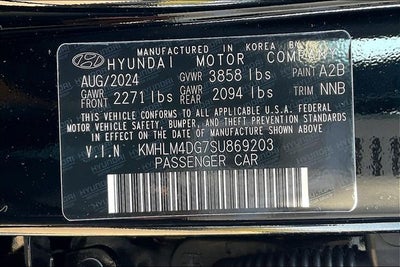 MANUFACTURED IN KOREA BY
HYUNDAI MOTOR COMPANY
AUG/2024 GVWR 3858 lbs PAINT A2B
GAWR FRONT 2271 lbs GAWR REAR 2094 lbs TRIM NNB
THIS VEHICLE CONFORMS TO ALL U.S.A. FEDERAL
MOTOR VEHICLE SAFETY, BUMPER, AND THEFT PREVENTION
STANDARDS IN EFFECT ON THE DATE OF MANUFACTURE SHOWN ABOVE.
V.I.N KMHLM4DG7SU869203
PASSENGER CAR